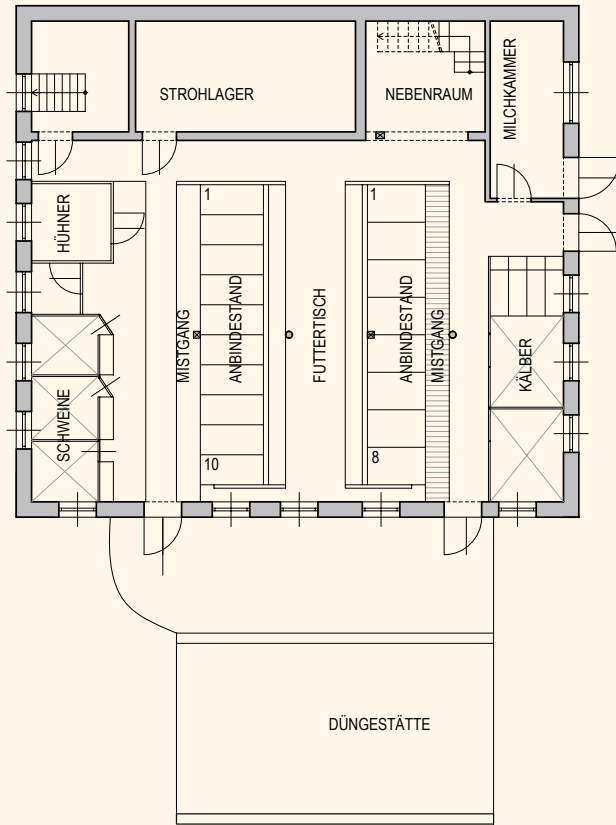 STROHLAGER
NEBENRAUM
MILCHKAMMER
HÜHNER
1
1
MISTGANG
ANBINDESTAND
FUTTERTISCH
ANBINDESTAND
MISTGANG
KÄLBER
SCHWEINE
10
8
DÜNGESTÄTTE